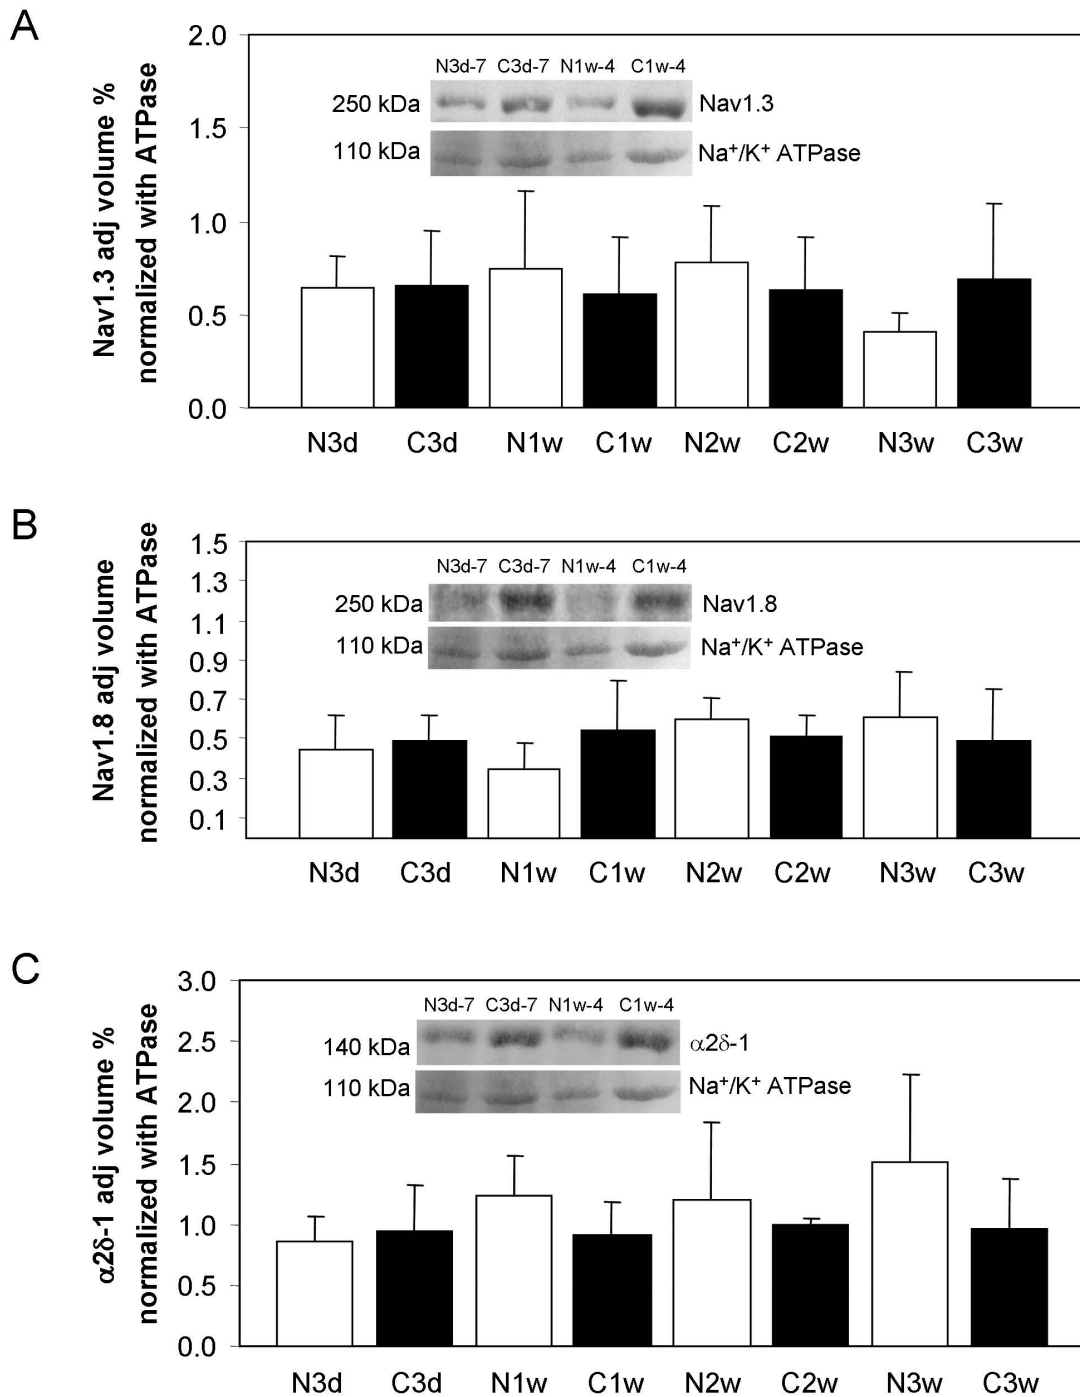 A
Nav1.3 adj volume %
normalized with ATPase
2.0
1.5
1.0
0.5
0.0
N3d-7 C3d-7 N1w-4 C1w-4
250 kDa Nav1.3
110 kDa Na⁺/K⁺ ATPase
N3d C3d N1w C1w N2w C2w N3w C3w
B
Nav1.8 adj volume
normalized with ATPase
1.5
1.3
1.1
0.9
0.7
0.5
0.3
0.1
N3d-7 C3d-7 N1w-4 C1w-4
250 kDa Nav1.8
110 kDa Na⁺/K⁺ ATPase
N3d C3d N1w C1w N2w C2w N3w C3w
C
α2δ-1 adj volume %
normalized with ATPase
3.0
2.5
2.0
1.5
1.0
0.5
0.0
N3d-7 C3d-7 N1w-4 C1w-4
140 kDa α2δ-1
110 kDa Na⁺/K⁺ ATPase
N3d C3d N1w C1w N2w C2w N3w C3w